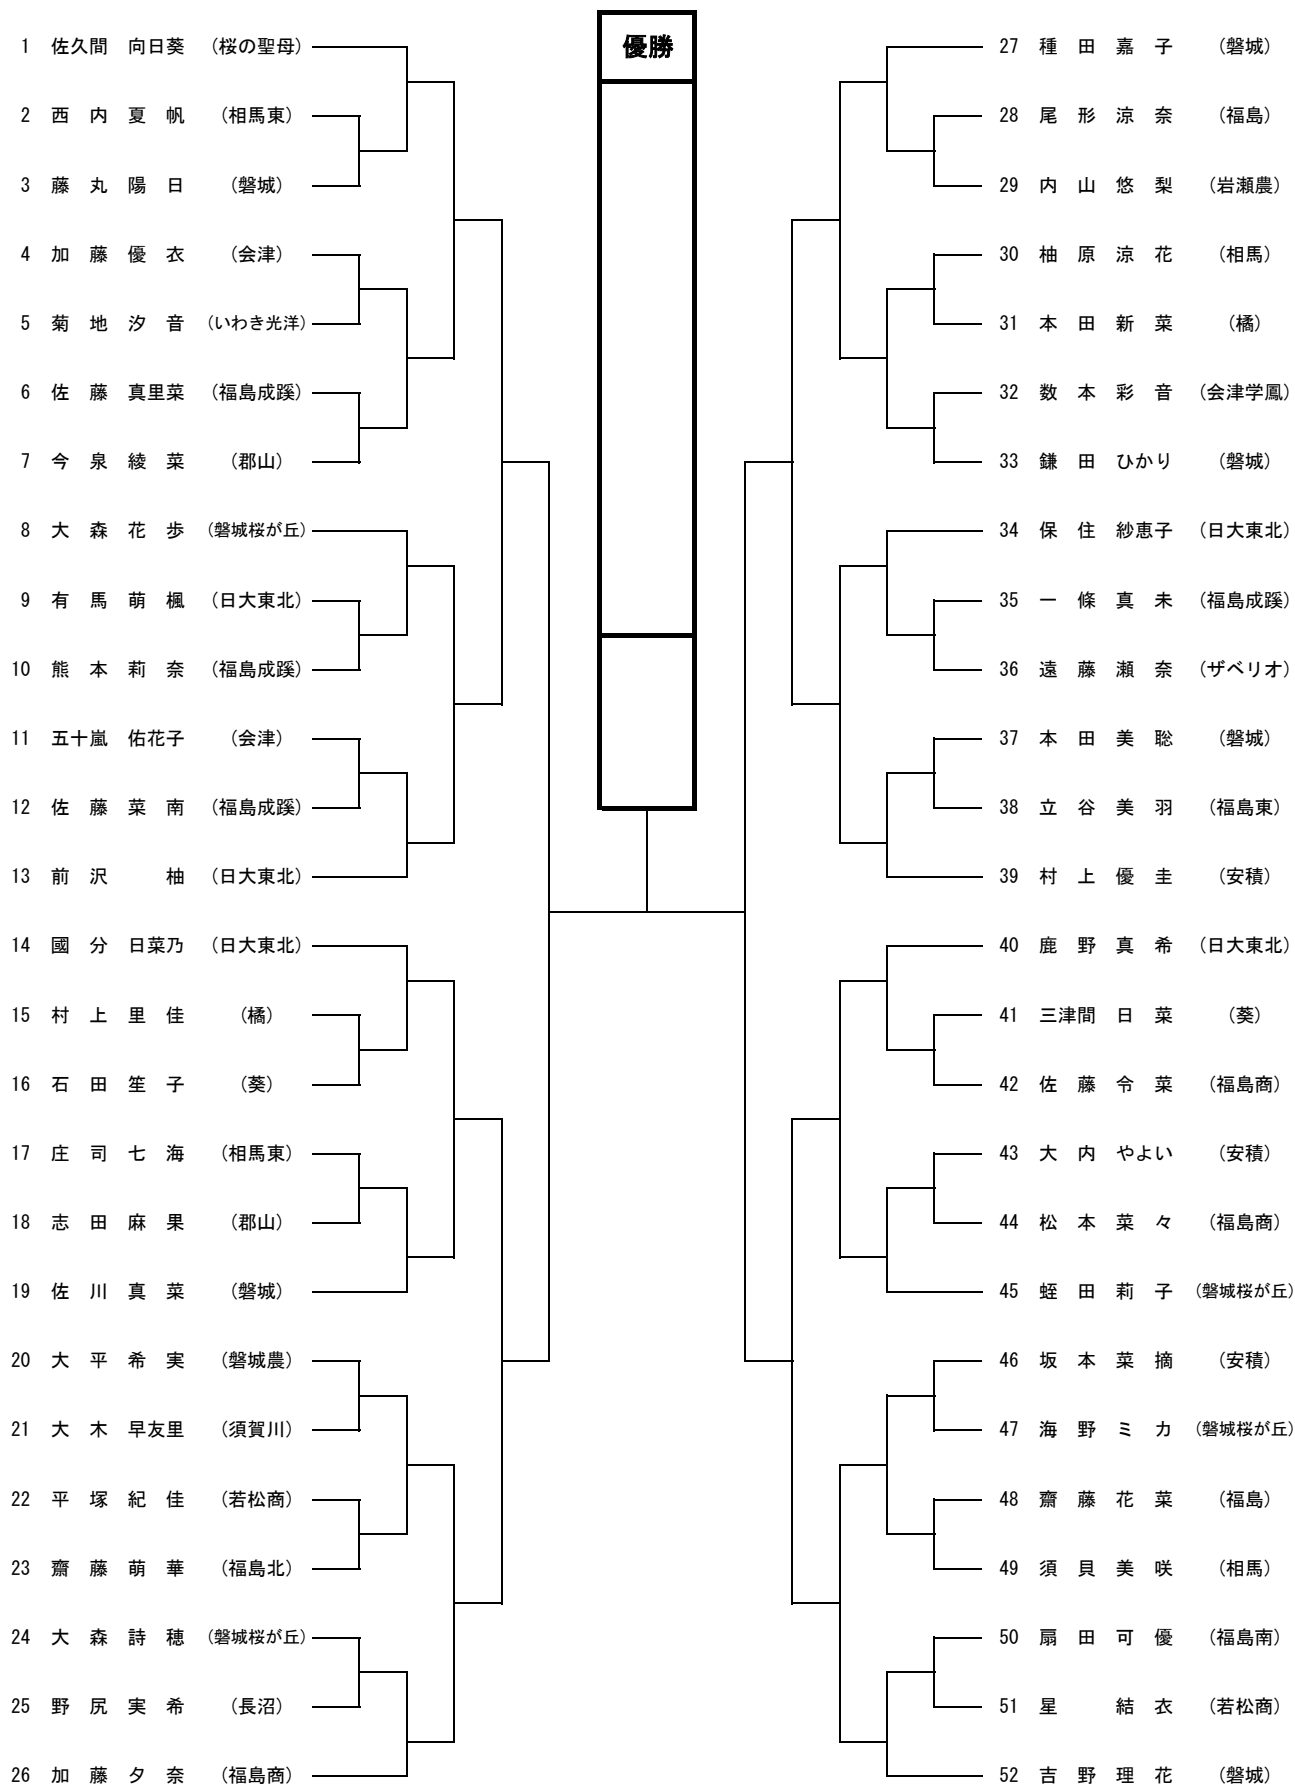 優勝
1 佐久間 向日葵 (桜の聖母)
2 西内夏帆 (相馬東)
3 藤丸陽日 (磐城)
4 加藤優衣 (会津)
5 菊地汐音 (いわき光洋)
6 佐藤真里菜 (福島成蹊)
7 今泉綾菜 (郡山)
8 大森花歩 (磐城桜が丘)
9 有馬萌楓 (日大東北)
10 熊本莉奈 (福島成蹊)
11 五十嵐 佑花子 (会津)
12 佐藤菜南 (福島成蹊)
13 前沢 柚 (日大東北)
14 國分 日菜乃 (日大東北)
15 村上里佳 (橘)
16 石田笙子 (葵)
17 庄司七海 (相馬東)
18 志田麻果 (郡山)
19 佐川真菜 (磐城)
20 大平希実 (磐城農)
21 大木 早友里 (須賀川)
22 平塚紀佳 (若松商)
23 齋藤萌華 (福島北)
24 大森詩穂 (磐城桜が丘)
25 野尻実希 (長沼)
26 加藤夕奈 (福島商)
27 種田嘉子 (磐城)
28 尾形涼奈 (福島)
29 内山悠梨 (岩瀬農)
30 柚原涼花 (相馬)
31 本田新菜 (橘)
32 数本彩音 (会津学鳳)
33 鎌田 ひかり (磐城)
34 保住 紗恵子 (日大東北)
35 一條真未 (福島成蹊)
36 遠藤瀬奈 (ザベリオ)
37 本田美聡 (磐城)
38 立谷美羽 (福島東)
39 村上優圭 (安積)
40 鹿野真希 (日大東北)
41 三津間 日菜 (葵)
42 佐藤令菜 (福島商)
43 大内 やよい (安積)
44 松本菜々 (福島商)
45 蛭田莉子 (磐城桜が丘)
46 坂本菜摘 (安積)
47 海野ミカ (磐城桜が丘)
48 齋藤花菜 (福島)
49 須貝美咲 (相馬)
50 扇田可優 (福島南)
51 星 結衣 (若松商)
52 吉野理花 (磐城)